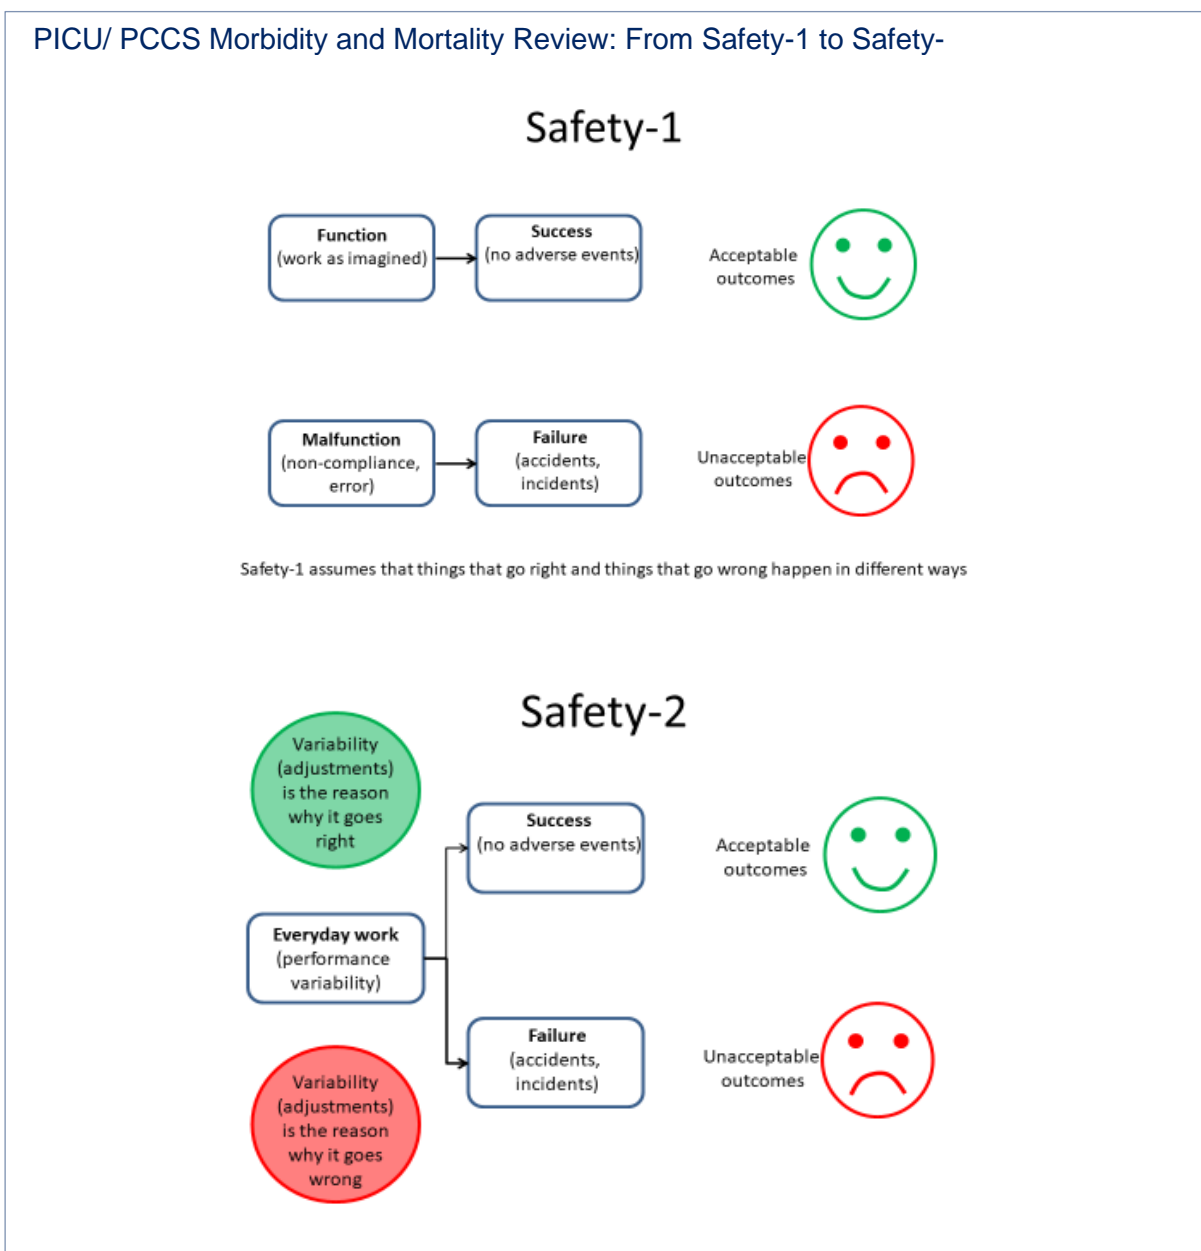 PICU/ PCCS Morbidity and Mortality Review: From Safety-1 to Safety-
Safety-1
Function
(work as imagined)
Success
(no adverse events)
Acceptable
outcomes
Malfunction
(non-compliance,
error)
Failure
(accidents,
incidents)
Unacceptable
outcomes
Safety-1 assumes that things that go right and things that go wrong happen in different ways
Safety-2
Variability
(adjustments)
is the reason
why it goes
right
Success
(no adverse events)
Acceptable
outcomes
Everyday work
(performance
variability)
Failure
(accidents,
incidents)
Unacceptable
outcomes
Variability
(adjustments)
is the reason
why it goes
wrong